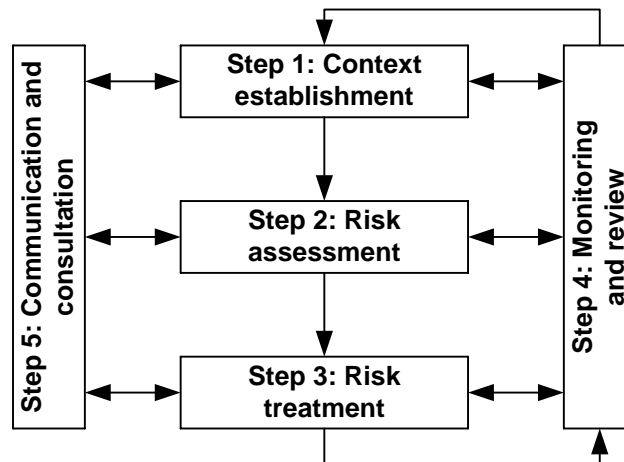 Step 1: Context
establishment
Step 2: Risk
assessment
Step 3: Risk
treatment
Step 5: Communication and
consultation
Step 4: Monitoring
and review